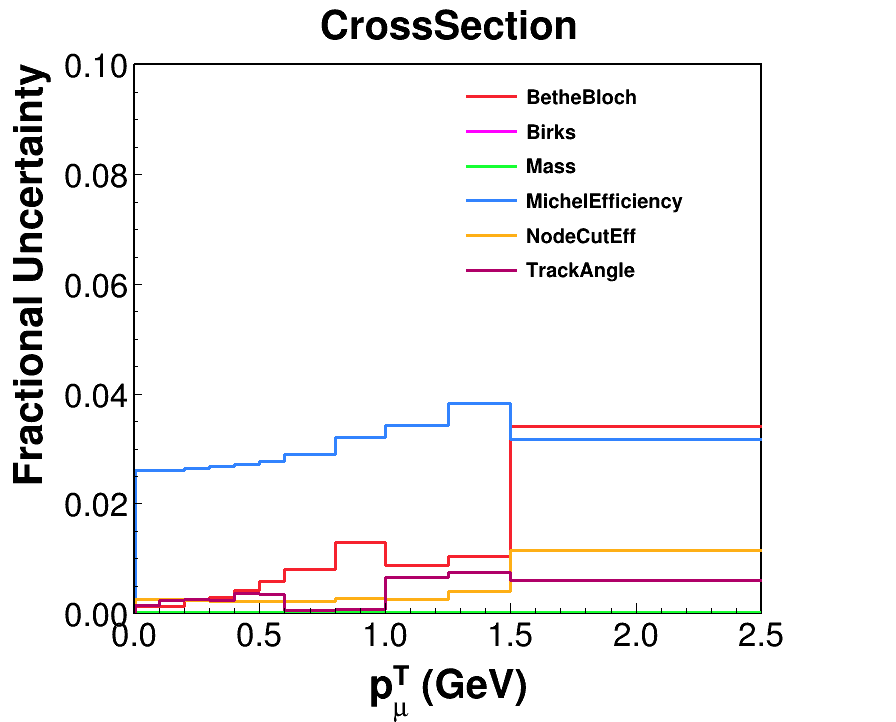 CrossSection
Fractional Uncertainty
0.10
0.08
0.06
0.04
0.02
0.00
BetheBloch
Birks
Mass
MichelEfficiency
NodeCutEff
TrackAngle
0.0 0.5 1.0 1.5 2.0 2.5
p^T_μ (GeV)